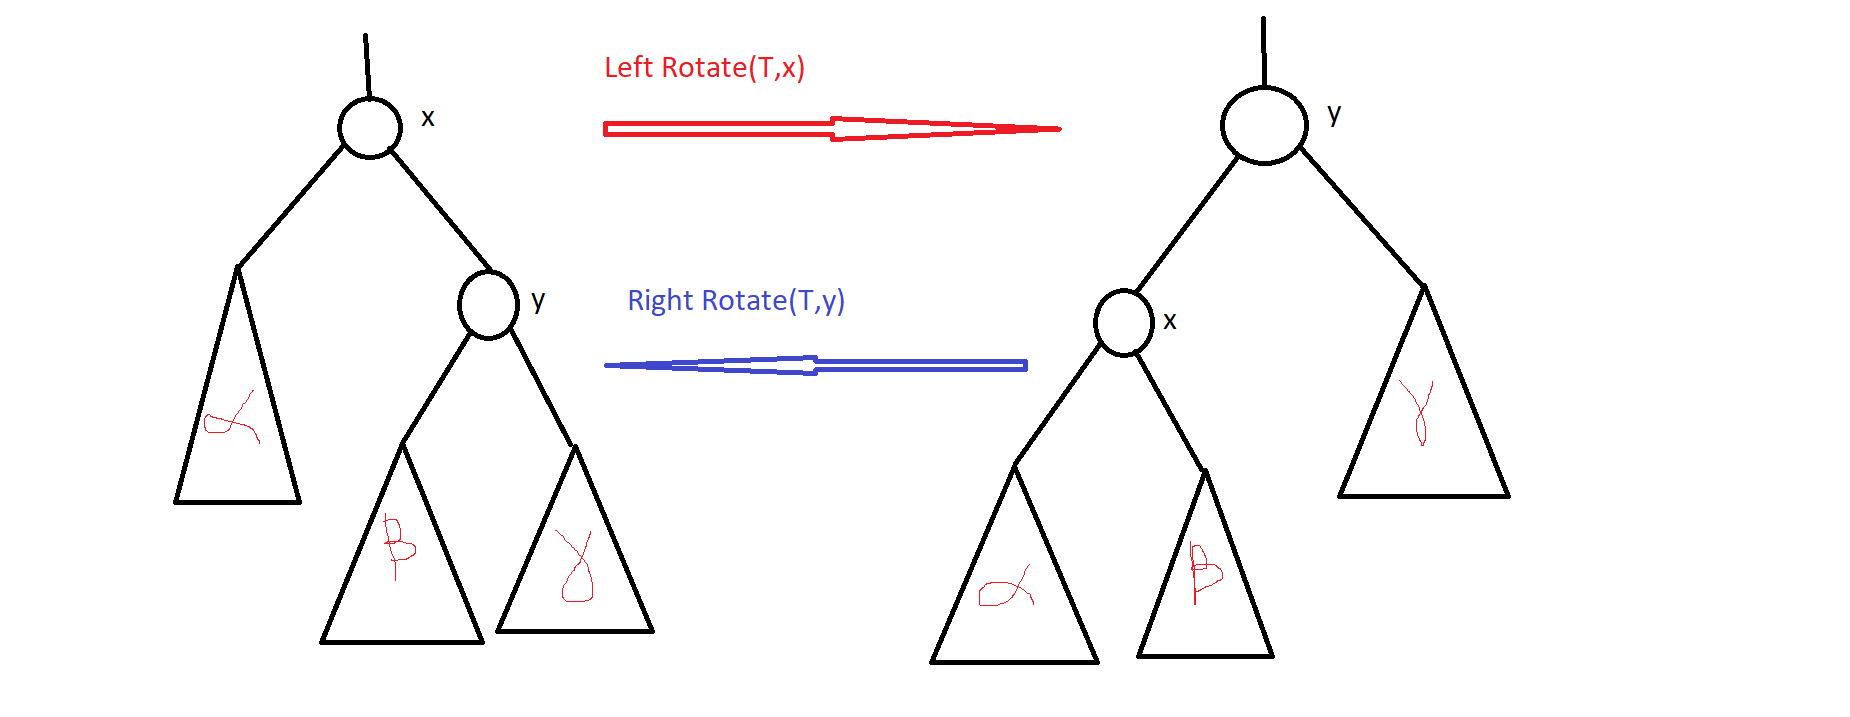 x
Left Rotate(T,x)
y
y
Right Rotate(T,y)
x
α
β
γ
α
β
γ